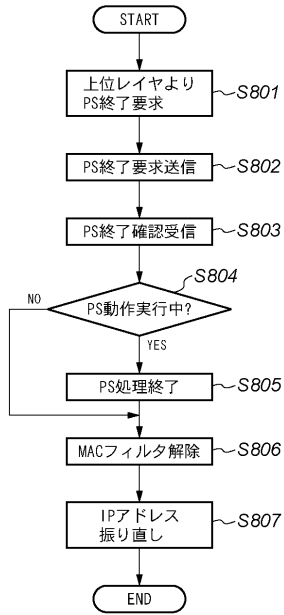 START
上位レイヤより
PS終了要求
S801
PS終了要求送信
S802
PS終了確認受信
S803
S804
PS動作実行中?
NO
YES
PS処理終了
S805
MACフィルタ解除
S806
IPアドレス
振り直し
S807
END